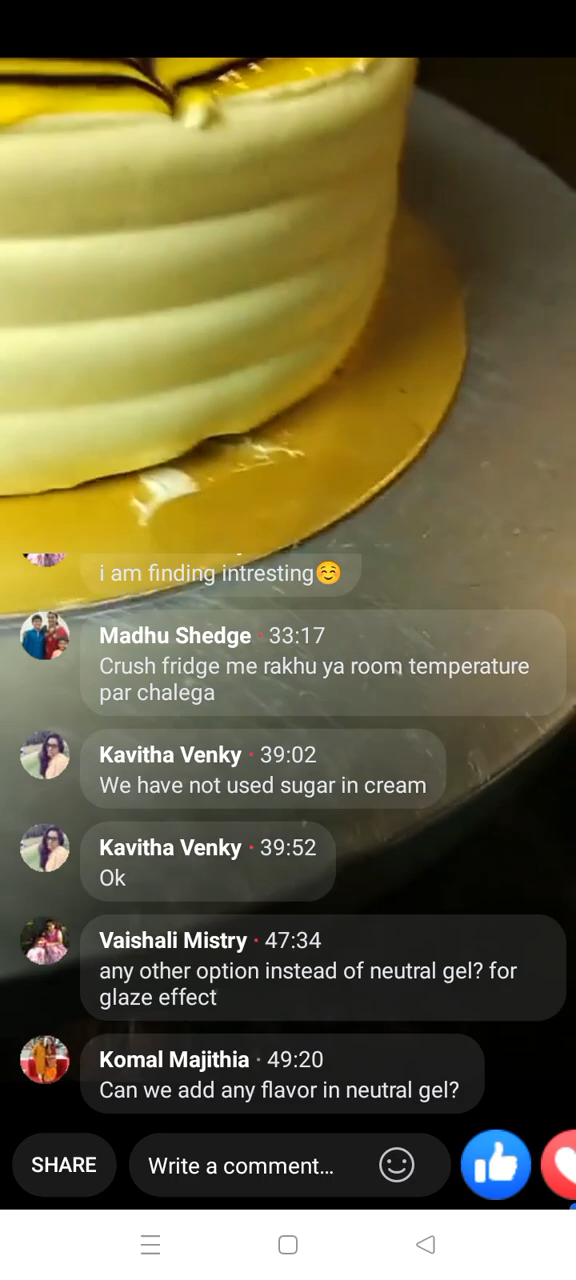 i am finding intresting☺️
Madhu Shedge · 33:17
Crush fridge me rakhu ya room temperature
par chalega
Kavitha Venky · 39:02
We have not used sugar in cream
Kavitha Venky · 39:52
Ok
Vaishali Mistry · 47:34
any other option instead of neutral gel? for
glaze effect
Komal Majithia · 49:20
Can we add any flavor in neutral gel?
SHARE
Write a comment...